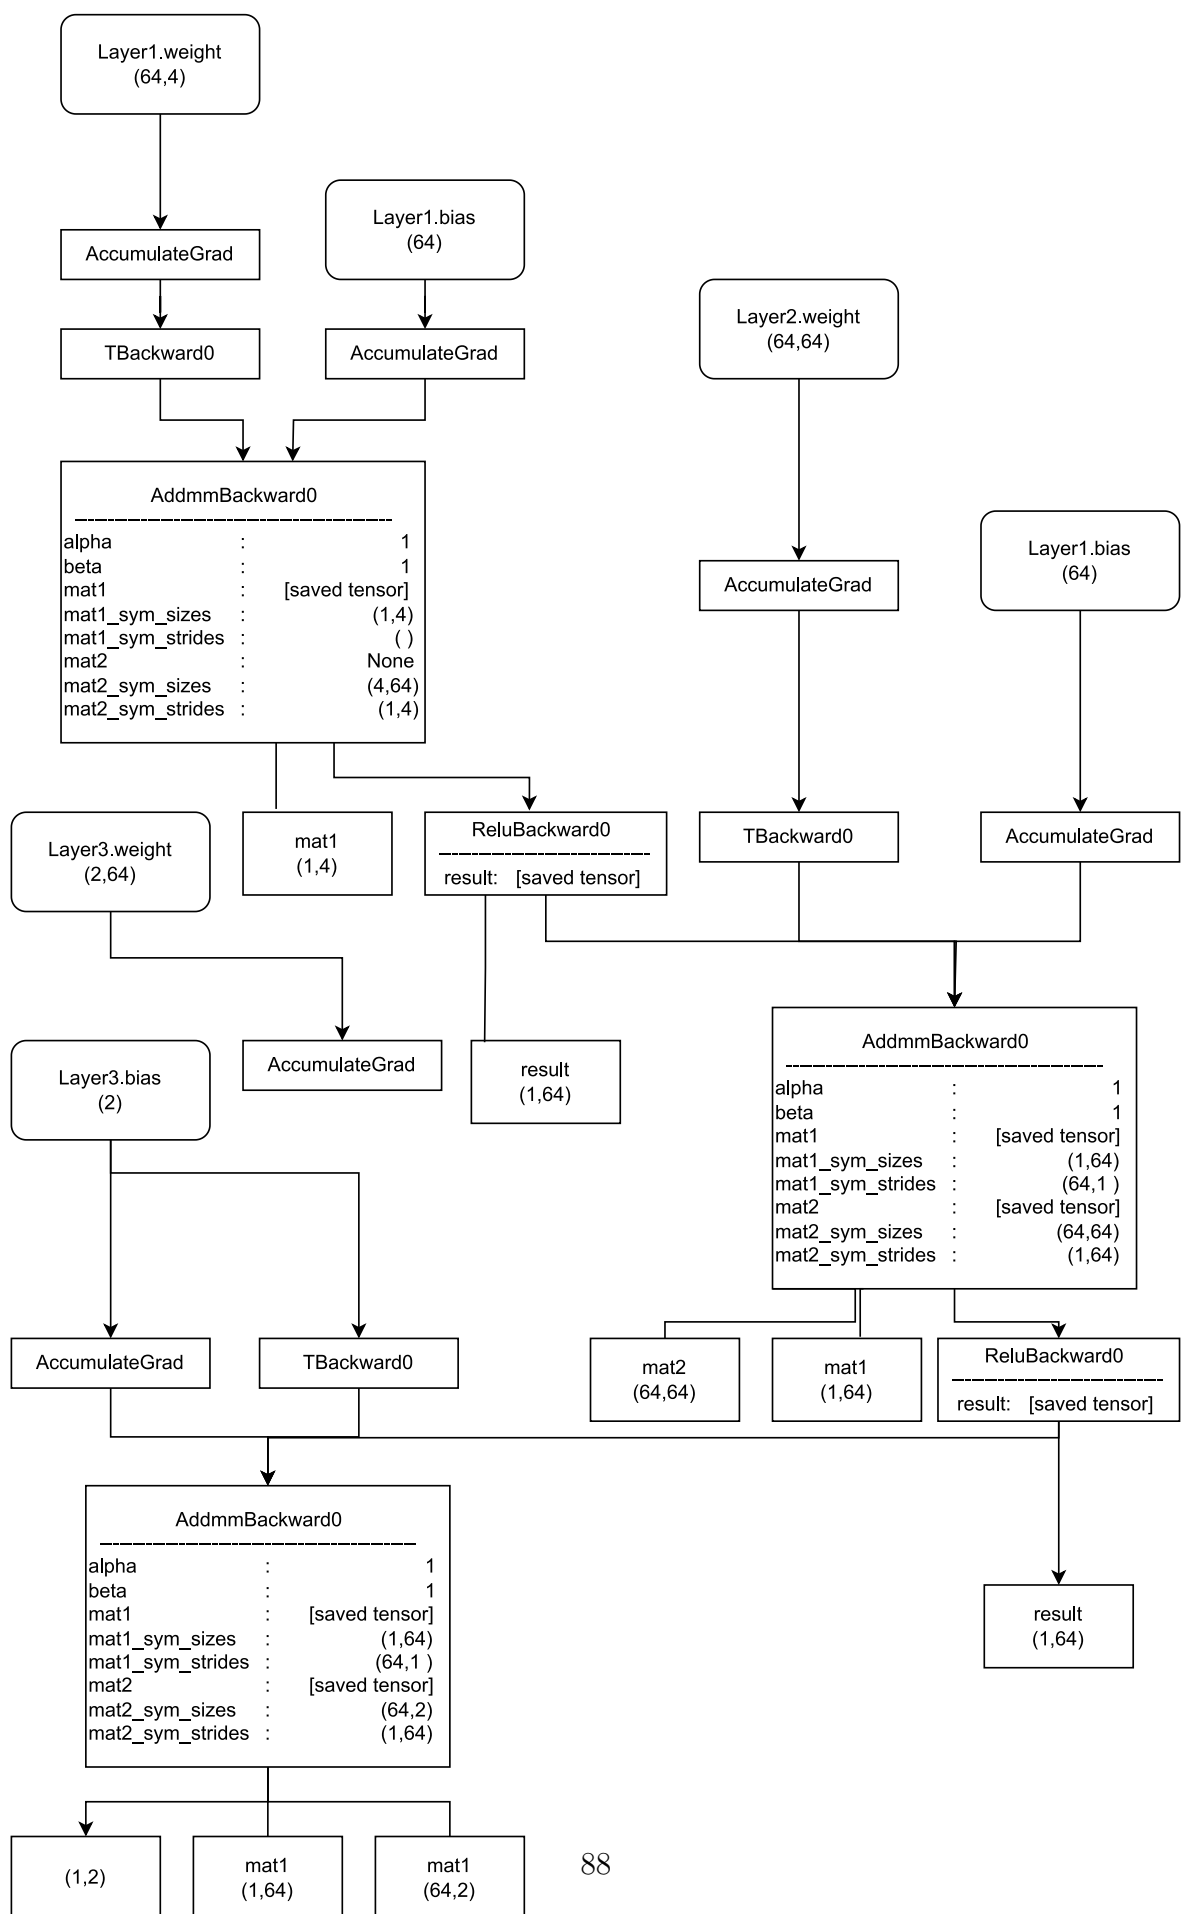 Layer1.weight
(64,4)
Layer1.bias
(64)
AccumulateGrad
Layer2.weight
(64,64)
TBackward0
AccumulateGrad
AddmmBackward0
alpha : 1
beta : 1
mat1 : [saved tensor]
mat1_sym_sizes : (1,4)
mat1_sym_strides : ( )
mat2 : None
mat2_sym_sizes : (4,64)
mat2_sym_strides : (1,4)
Layer1.bias
(64)
AccumulateGrad
Layer3.weight
(2,64)
mat1
(1,4)
ReluBackward0
result: [saved tensor]
TBackward0
AccumulateGrad
Layer3.bias
(2)
AccumulateGrad
result
(1,64)
AddmmBackward0
alpha : 1
beta : 1
mat1 : [saved tensor]
mat1_sym_sizes : (1,64)
mat1_sym_strides : (64,1 )
mat2 : [saved tensor]
mat2_sym_sizes : (64,64)
mat2_sym_strides : (1,64)
AccumulateGrad
TBackward0
mat2
(64,64)
mat1
(1,64)
ReluBackward0
result: [saved tensor]
AddmmBackward0
alpha : 1
beta : 1
mat1 : [saved tensor]
mat1_sym_sizes : (1,64)
mat1_sym_strides : (64,1 )
mat2 : [saved tensor]
mat2_sym_sizes : (64,2)
mat2_sym_strides : (1,64)
result
(1,64)
(1,2)
mat1
(1,64)
mat1
(64,2)
88